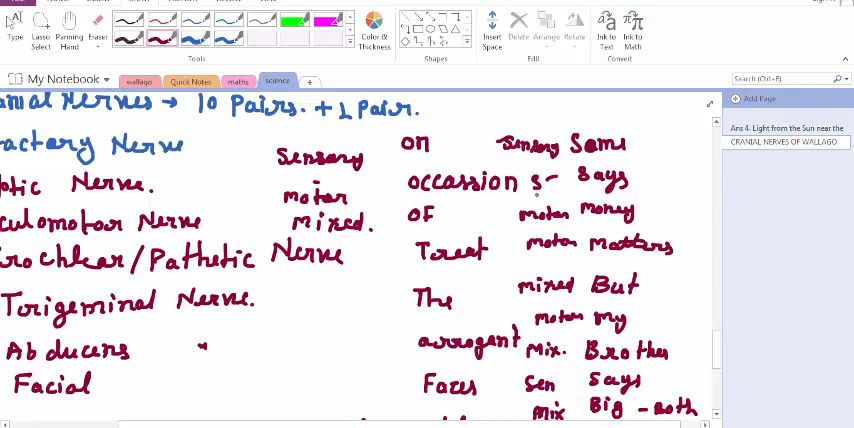 Type
Lasso Select
Panning Hand
Eraser
Tools
Color & Thickness
Shapes
Insert Space
Delete
Arrange
Rotate
Edit
Ink to Text
Ink to Math
Convert
My Notebook
wallago
Quick Notes
maths
science
Search (Ctrl+E)
Add Page
Ans 4. Light from the Sun near the
CRANIAL NERVES OF WALLAGO
anial Nerves → 10 Pairs. + 1 Pair.
factory Nerve
ptic Nerve.
culomotor Nerve
rochlear/Pathetic Nerve
Torigeminal Nerve.
Abducens
Facial
Sensory
motor
mixed.
on sensory Some
occassion s- Says
of motor money
Toreat motor matters
The mixed But
motor my
arrogent Mix. Brother
Faces Sen Says
Mix Big - Both